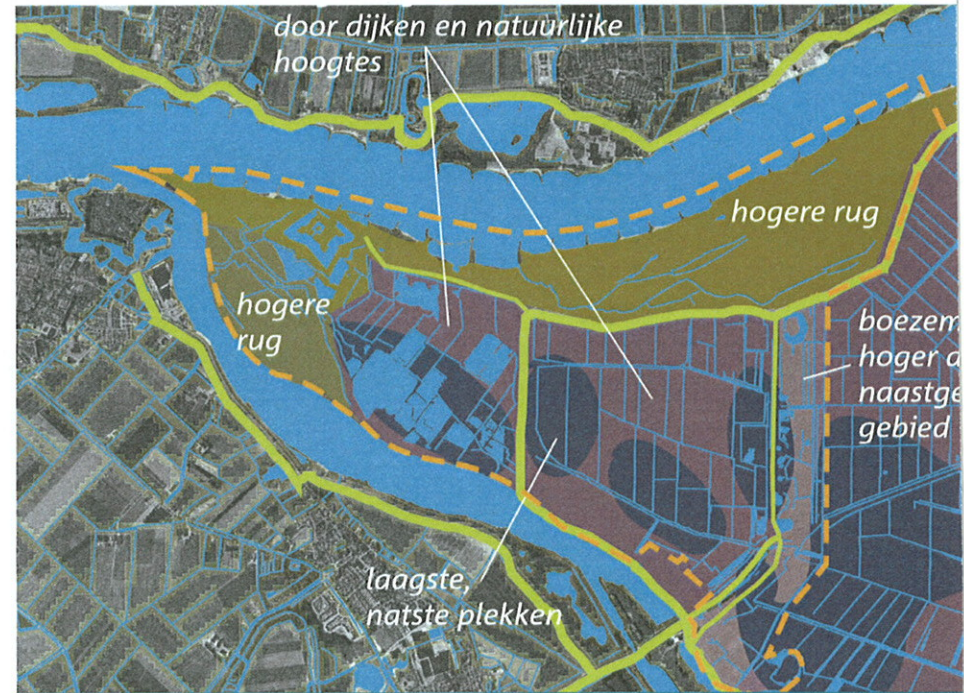 door dijken en natuurlijke
hoogtes
hogere rug
hogere
rug
boezem
hoger
naastge
gebied
laagste,
natste plekken